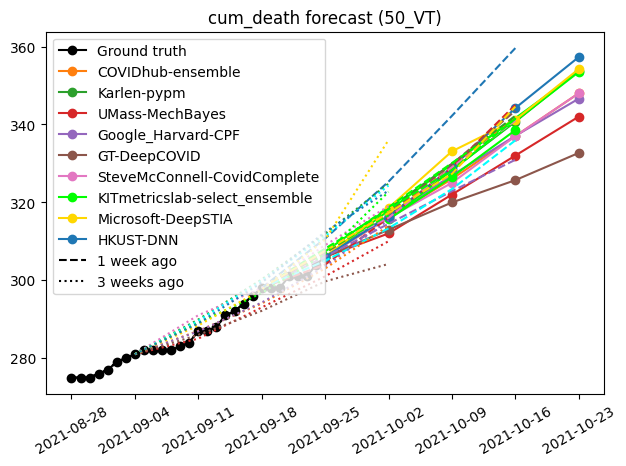 cum_death forecast (50_VT)
360
340
320
300
280
Ground truth
COVIDhub-ensemble
Karlen-pypm
UMass-MechBayes
Google_Harvard-CPF
GT-DeepCOVID
SteveMcConnell-CovidComplete
KITmetricslab-select_ensemble
Microsoft-DeepSTIA
HKUST-DNN
1 week ago
3 weeks ago
2021-08-28
2021-09-04
2021-09-11
2021-09-18
2021-09-25
2021-10-02
2021-10-09
2021-10-16
2021-10-23